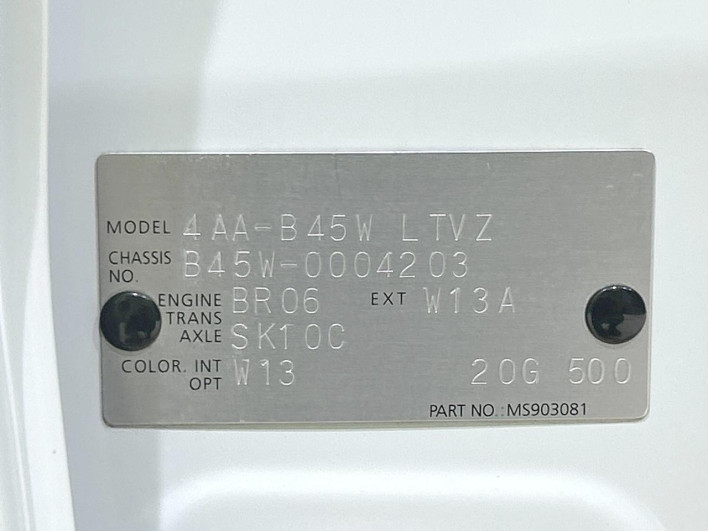 MODEL 4AA-B45W LTVZ
CHASSIS NO. B45W-0004203
ENGINE BR06 EXT W13A
TRANS AXLE SK10C
COLOR. INT W13
OPT 20G 500
PART NO.:MS903081